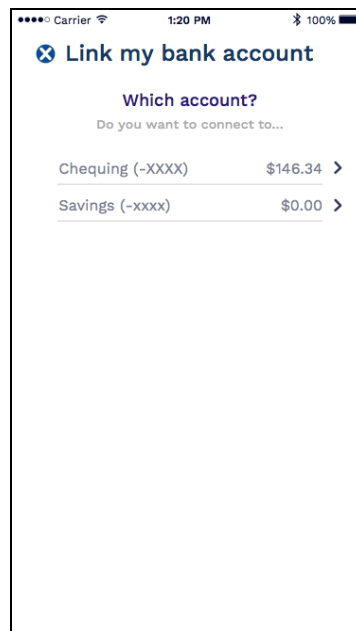 Carrier 1:20 PM 100%
Link my bank account
Which account?
Do you want to connect to...
Chequing (-XXXX) $146.34
Savings (-xxxx) $0.00